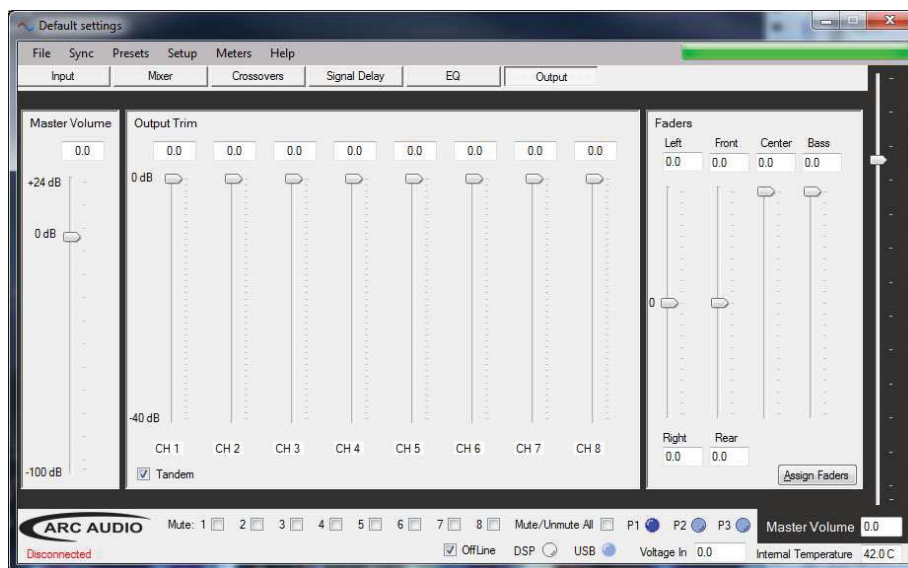 Default settings
File Sync Presets Setup Meters Help
Input Mixer Crossovers Signal Delay EQ Output
Master Volume
0.0
+24 dB
0 dB
-100 dB
Output Trim
0.0 0.0 0.0 0.0 0.0 0.0 0.0 0.0
0 dB
-40 dB
CH 1 CH 2 CH 3 CH 4 CH 5 CH 6 CH 7 CH 8
Tandem
Faders
Left Front Center Bass
0.0 0.0 0.0 0.0
0
Right Rear
0.0 0.0
Assign Faders
ARC AUDIO Mute: 1 2 3 4 5 6 7 8 Mute/Unmute All P1 P2 P3 Master Volume 0.0
Disconnected OffLine DSP USB Voltage In 0.0 Internal Temperature 42.0 C